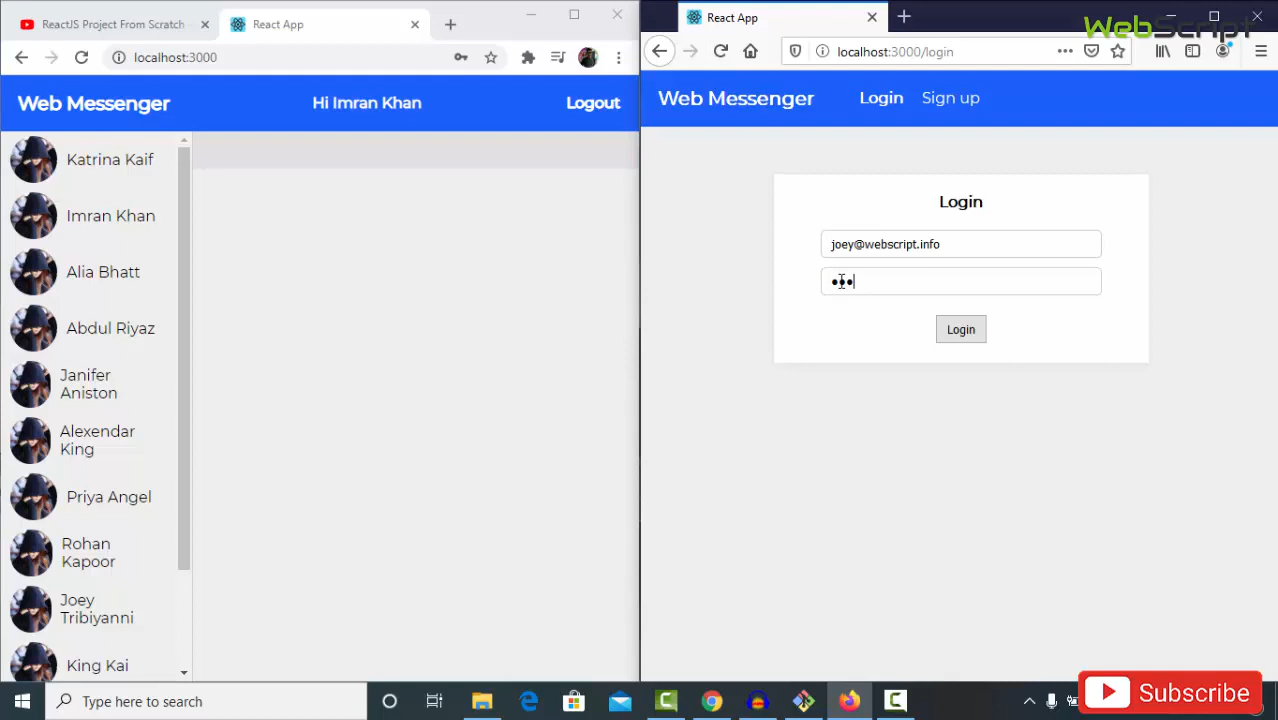 ReactJS Project From Scratch
React App
localhost:3000
Web Messenger
Hi Imran Khan
Logout
Katrina Kaif
Imran Khan
Alia Bhatt
Abdul Riyaz
Janifer
Aniston
Alexendar
King
Priya Angel
Rohan
Kapoor
Joey
Tribiyanni
King Kai
React App
WebScript
localhost:3000/login
Web Messenger
Login
Sign up
Login
joey@webscript.info
Login
Type here to search
Subscribe